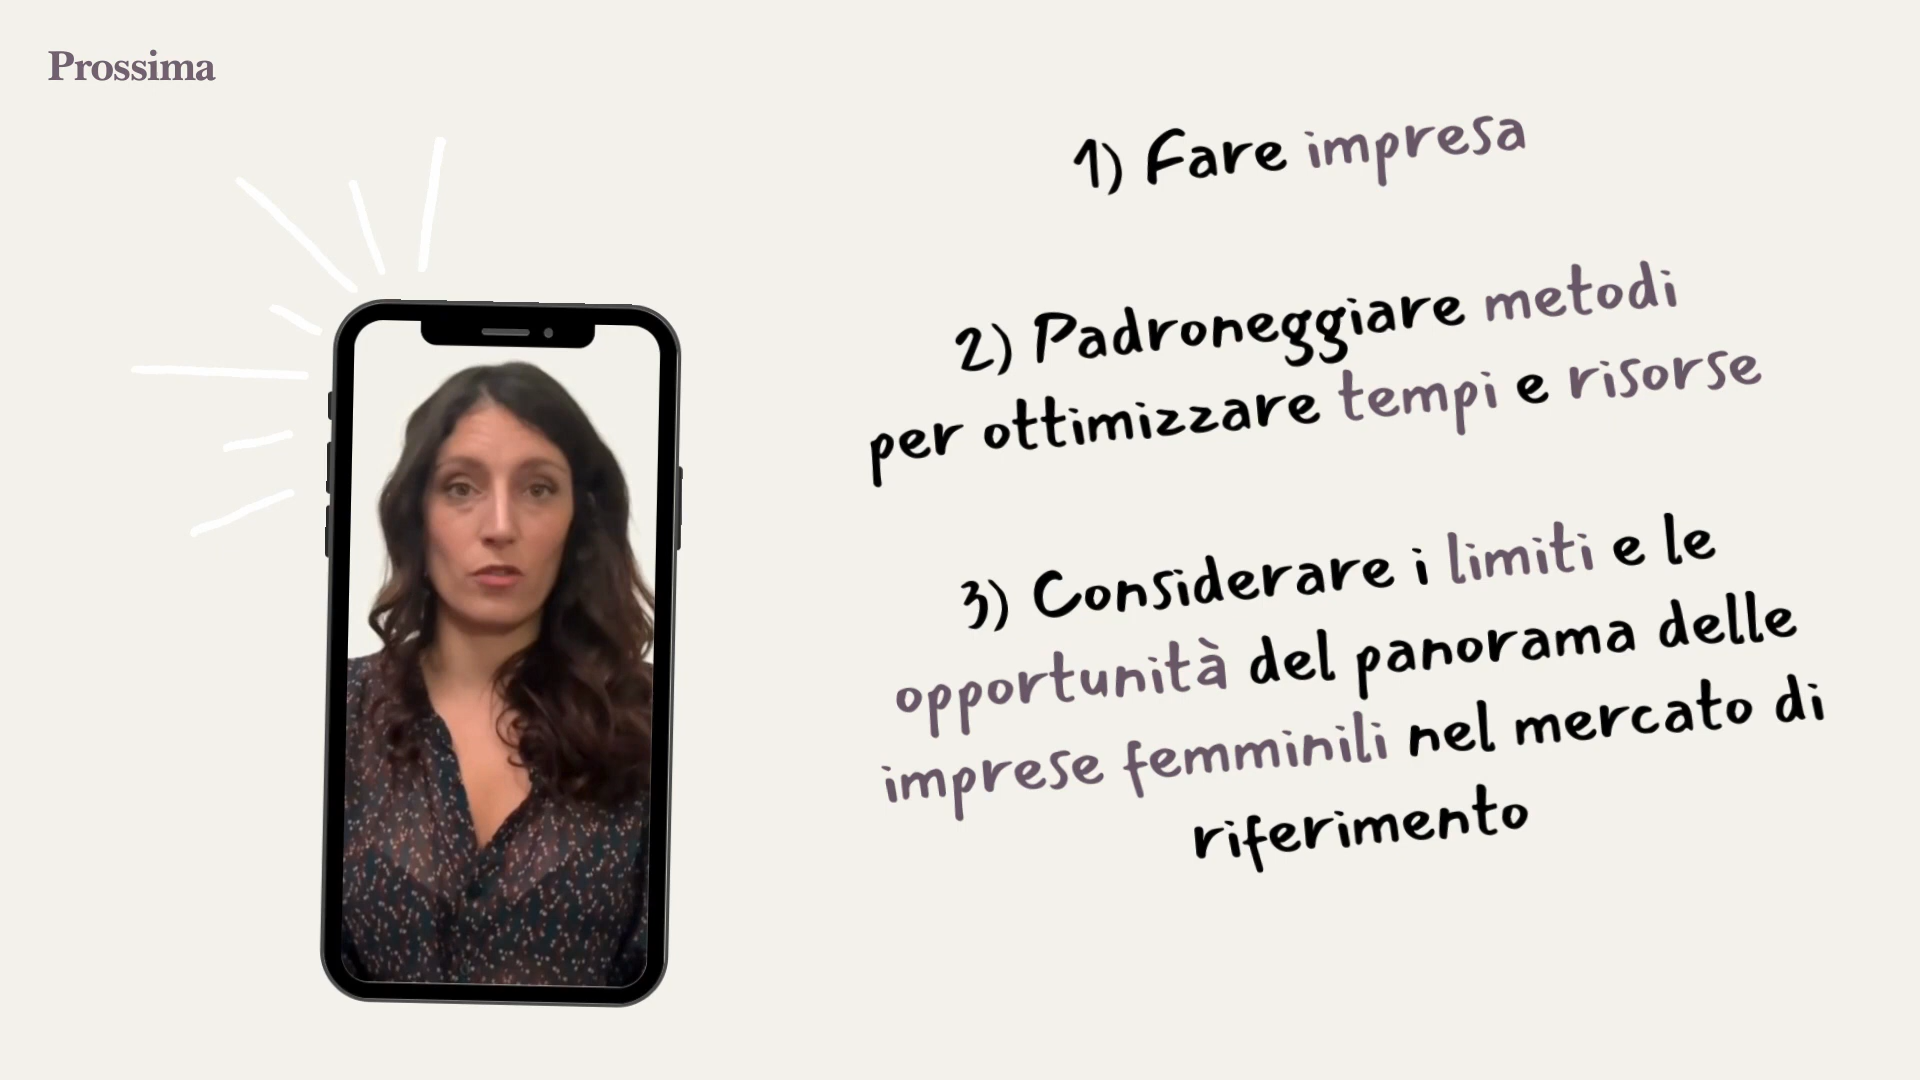 Prossima
1) Fare impresa
2) Padroneggiare metodi
per ottimizzare tempi e risorse
3) Considerare i limiti e le
opportunità del panorama delle
imprese femminili nel mercato di
riferimento